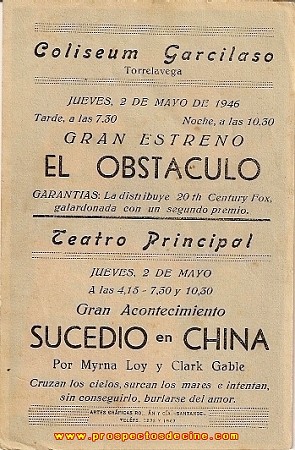 Coliseum Garcilaso
Torrelavega
JUEVES, 2 DE MAYO DE 1946
Tarde, a las 7,30 Noche, a las 10,30
GRAN ESTRENO
EL OBSTACULO
GARANTIAS: La distribuye 20 th Century Fox,
galardonada con un segundo premio.
Teatro Principal
JUEVES, 2 DE MAYO
A las 4,15 - 7,30 y 10,30
Gran Acontecimiento
SUCEDIO en CHINA
Por Myrna Loy y Clark Gable
Cruzan los cielos, surcan los mares e intentan,
sin conseguirlo, burlarse del amor.
ARTES GRÁFICAS
www.prospectosdecine.com